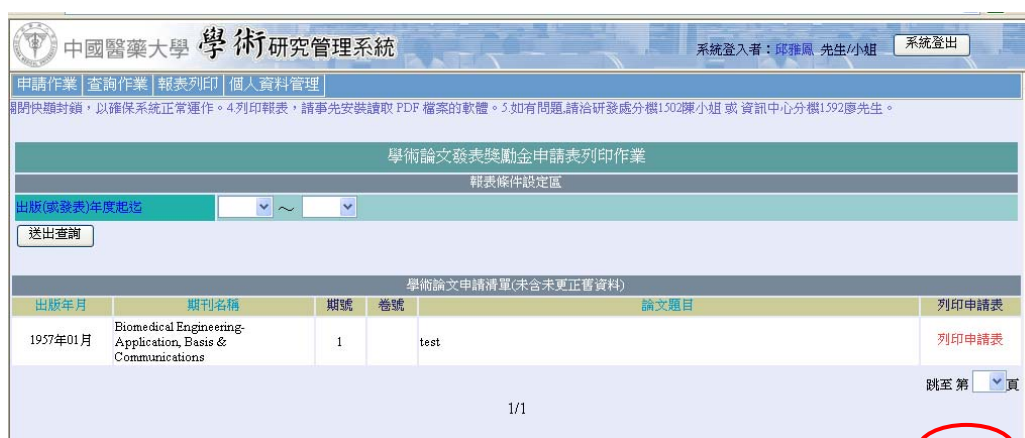 中國醫藥大學 學術研究管理系統
系統登入者：邱雅鳳 先生/小姐 系統登出
申請作業 查詢作業 報表列印 個人資料管理
關閉快顯封鎖，以確保系統正常運作。4.列印報表，請事先安裝讀取 PDF 檔案的軟體。5.如有問題,請洽研發處分機1502陳小姐 或 資訊中心分機1592廖先生。
學術論文發表獎勵金申請表列印作業
報表條件設定區
出版(或發表)年度起迄 ～
送出查詢
學術論文申請清單(未含未更正舊資料)
出版年月 期刊名稱 期號 卷號 論文題目 列印申請表
1957年01月 Biomedical Engineering-
Application, Basis &
Communications
1 test 列印申請表
跳至 第 頁
1/1